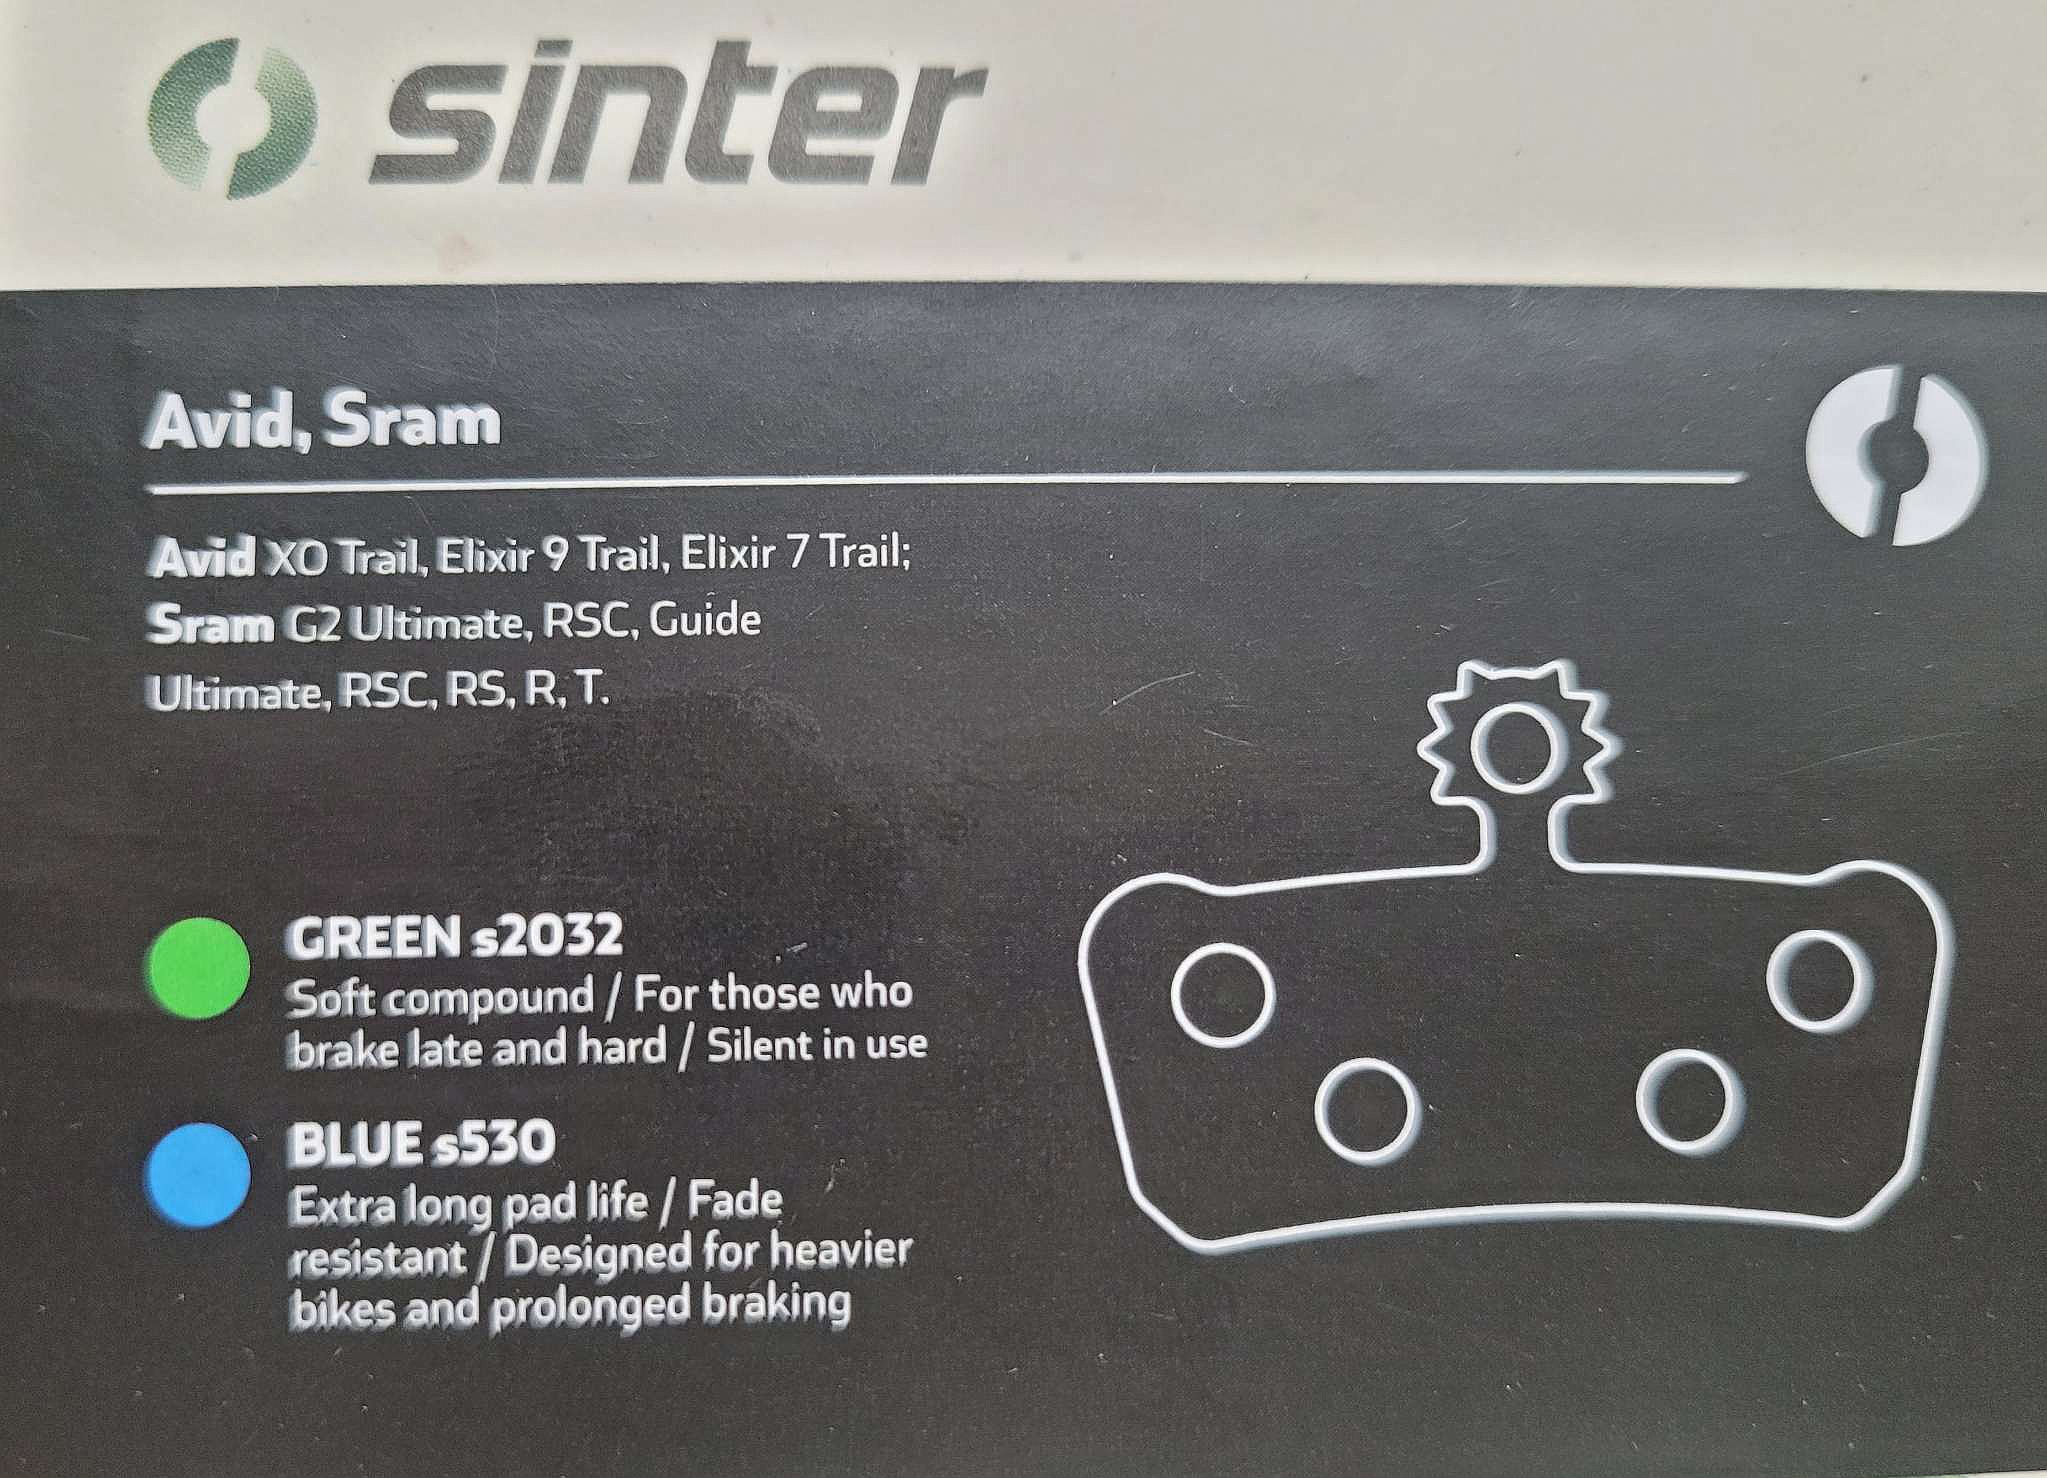 sinter
Avid, Sram
Avid XO Trail, Elixir 9 Trail, Elixir 7 Trail;
Sram G2 Ultimate, RSC, Guide
Ultimate, RSC, RS, R, T.
GREEN s2032
Soft compound / For those who
brake late and hard / Silent in use
BLUE s530
Extra long pad life / Fade
resistant / Designed for heavier
bikes and prolonged braking